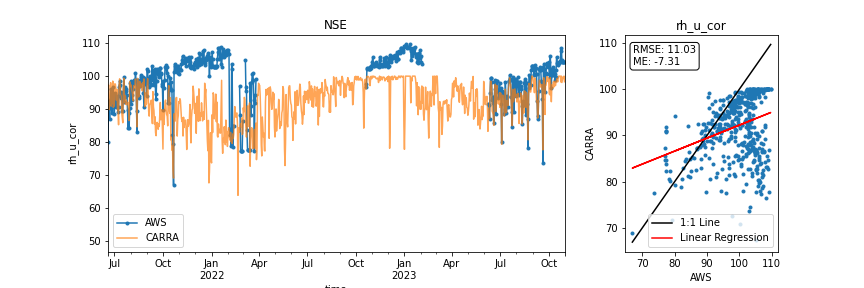 NSE
110
100
90
80
70
60
50
rh_u_cor
AWS
CARRA
Jul
Oct
Jan
2022
Apr
Jul
Oct
Jan
2023
Apr
Jul
Oct
time
rh_u_cor
RMSE: 11.03
ME: -7.31
110
100
90
80
70
CARRA
1:1 Line
Linear Regression
70
80
90
100
110
AWS